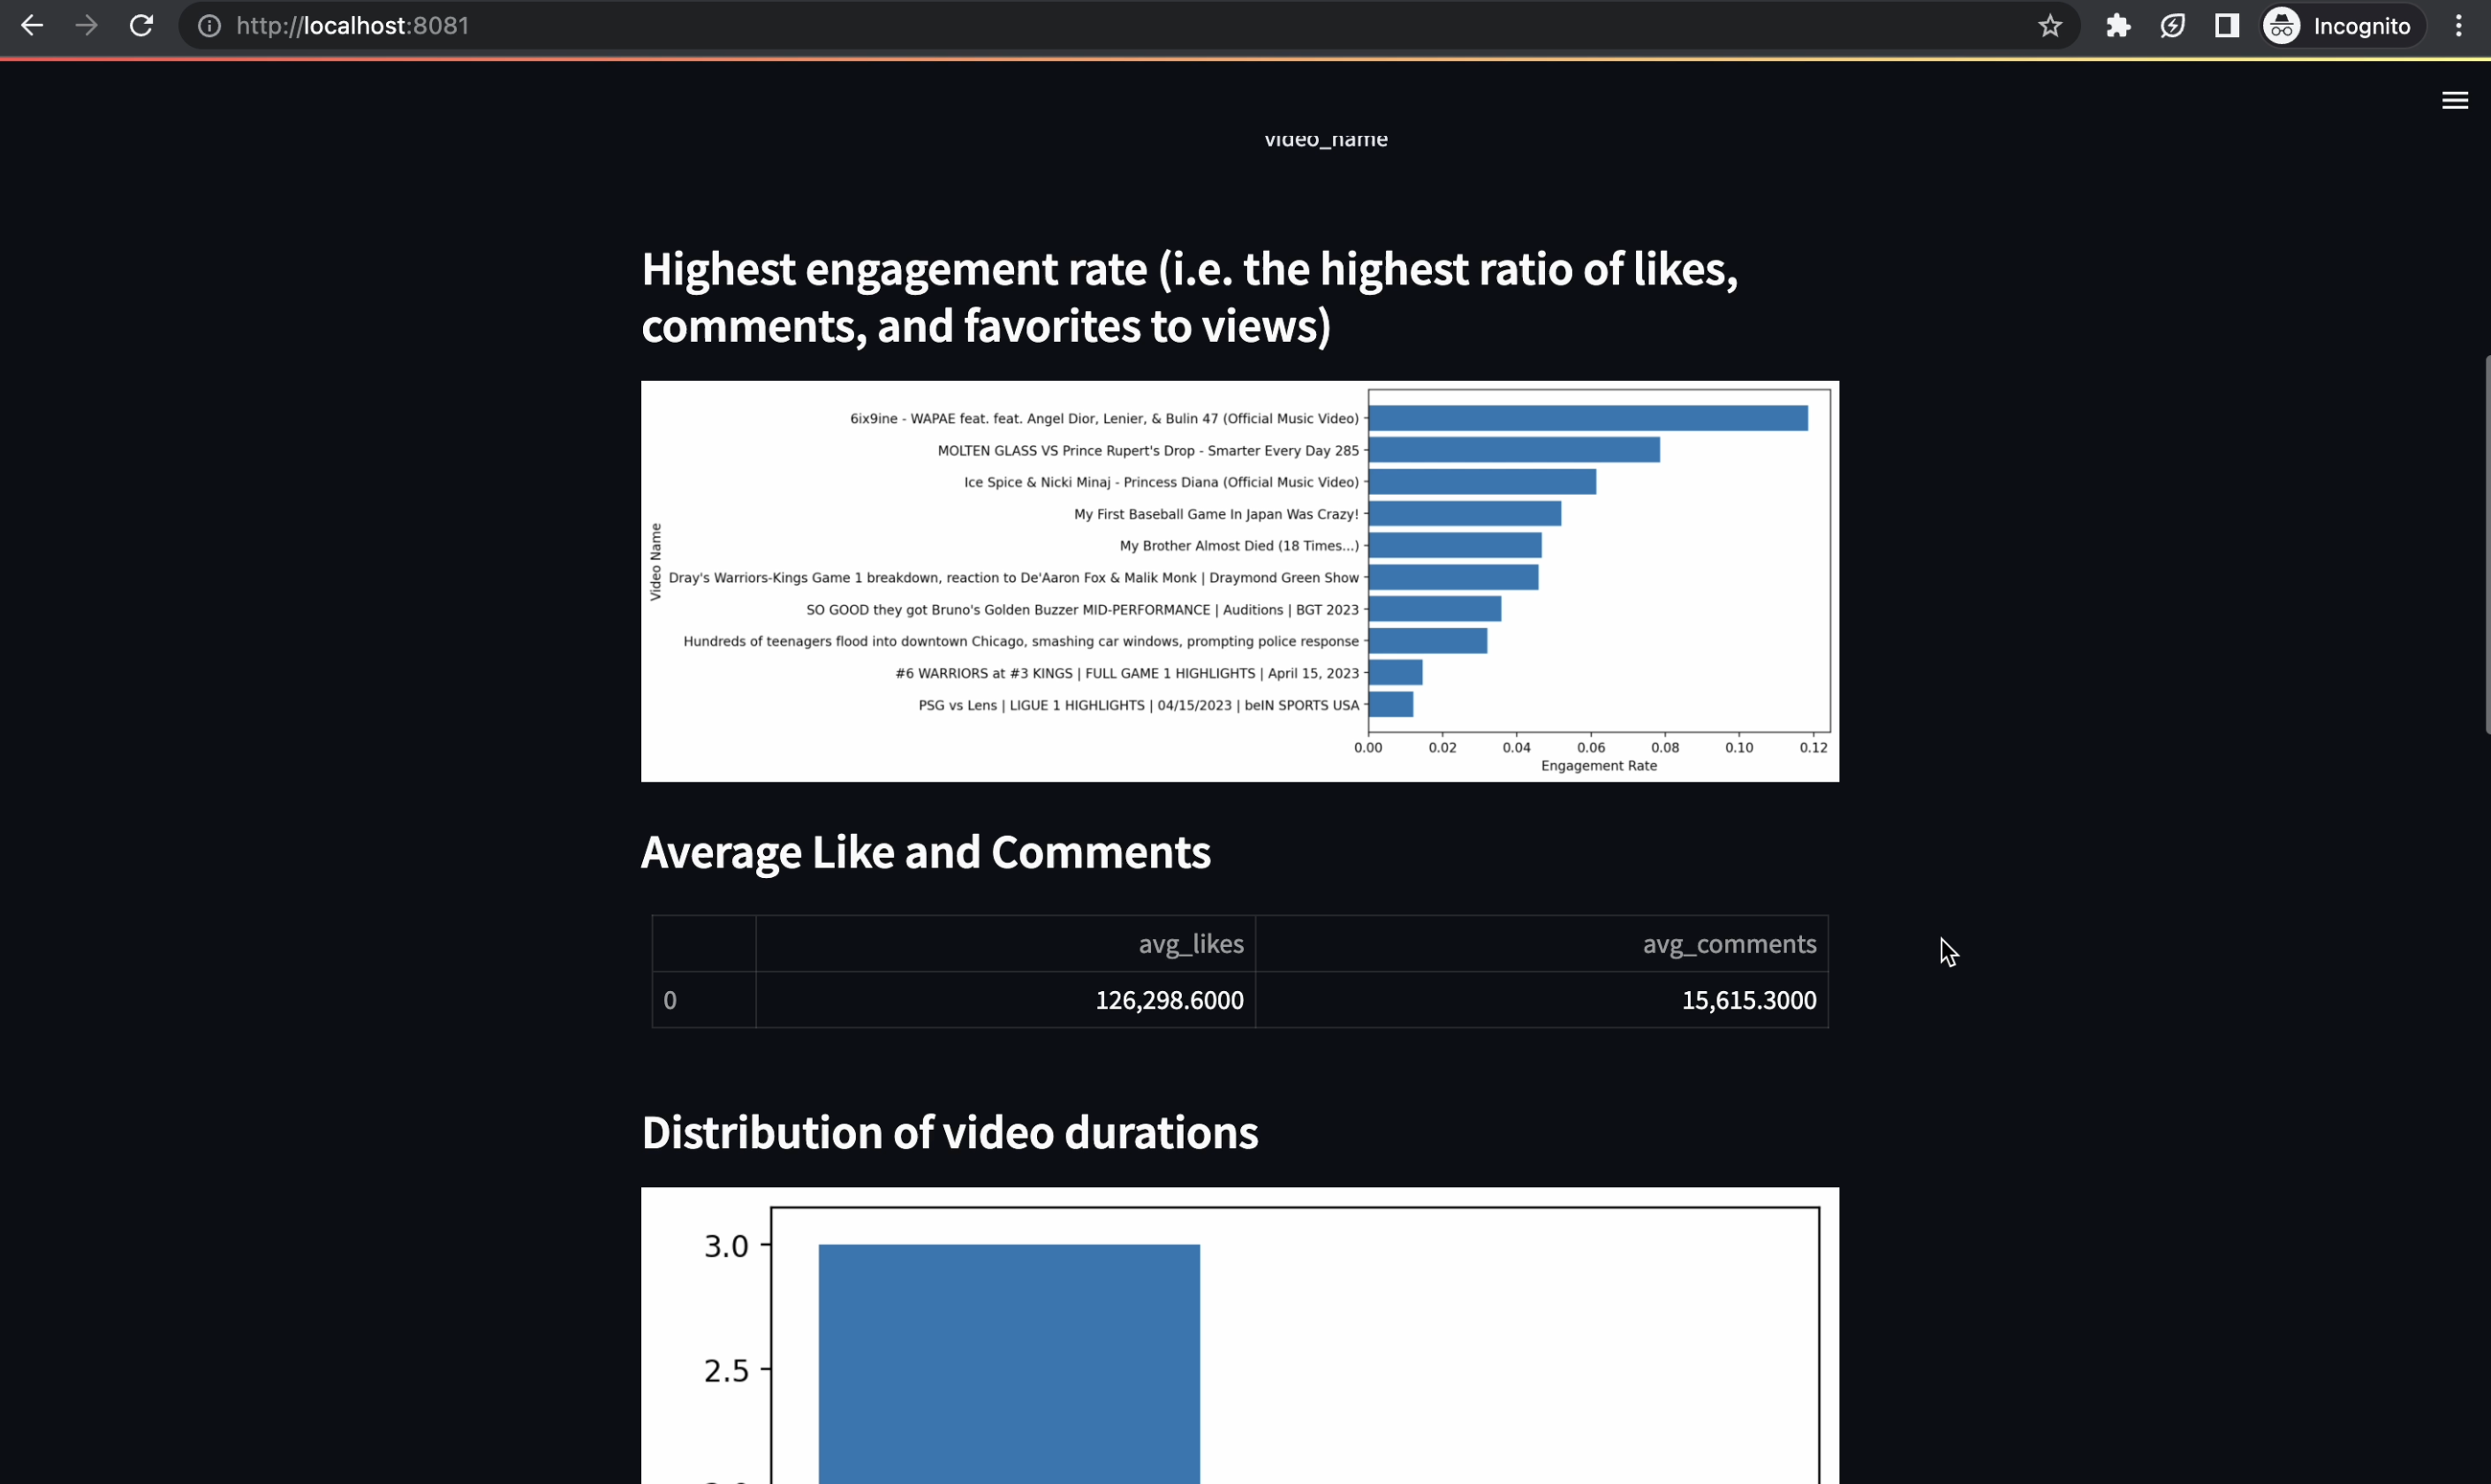 http://localhost:8081
Incognito
video_name
Highest engagement rate (i.e. the highest ratio of likes,
comments, and favorites to views)
Video Name
6ix9ine - WAPAE feat. feat. Angel Dior, Lenier, & Bulin 47 (Official Music Video)
MOLTEN GLASS VS Prince Rupert's Drop - Smarter Every Day 285
Ice Spice & Nicki Minaj - Princess Diana (Official Music Video)
My First Baseball Game In Japan Was Crazy!
My Brother Almost Died (18 Times...)
Dray's Warriors-Kings Game 1 breakdown, reaction to De'Aaron Fox & Malik Monk | Draymond Green Show
SO GOOD they got Bruno's Golden Buzzer MID-PERFORMANCE | Auditions | BGT 2023
Hundreds of teenagers flood into downtown Chicago, smashing car windows, prompting police response
#6 WARRIORS at #3 KINGS | FULL GAME 1 HIGHLIGHTS | April 15, 2023
PSG vs Lens | LIGUE 1 HIGHLIGHTS | 04/15/2023 | beIN SPORTS USA
0.00 0.02 0.04 0.06 0.08 0.10 0.12
Engagement Rate
Average Like and Comments
avg_likes avg_comments
0 126,298.6000 15,615.3000
Distribution of video durations
3.0
2.5